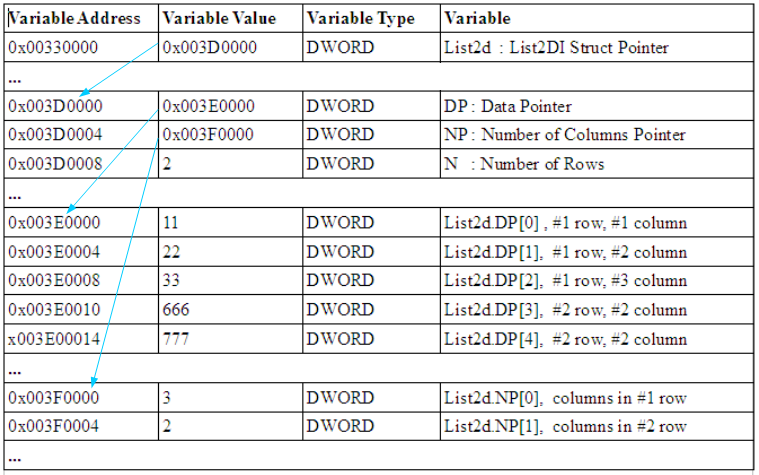 Variable Address Variable Value Variable Type Variable
0x00330000 0x003D0000 DWORD List2d : List2DI Struct Pointer
...
0x003D0000 0x003E0000 DWORD DP : Data Pointer
0x003D0004 0x003F0000 DWORD NP : Number of Columns Pointer
0x003D0008 2 DWORD N : Number of Rows
...
0x003E0000 11 DWORD List2d.DP[0] , #1 row, #1 column
0x003E0004 22 DWORD List2d.DP[1], #1 row, #2 column
0x003E0008 33 DWORD List2d.DP[2], #1 row, #3 column
0x003E0010 666 DWORD List2d.DP[3], #2 row, #2 column
x003E00014 777 DWORD List2d.DP[4], #2 row, #2 column
...
0x003F0000 3 DWORD List2d.NP[0], columns in #1 row
0x003F0004 2 DWORD List2d.NP[1], columns in #2 row
...